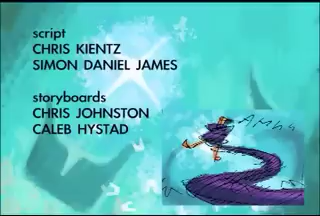 script
CHRIS KIENTZ
SIMON DANIEL JAMES
storyboards
CHRIS JOHNSTON
CALEB HYSTAD